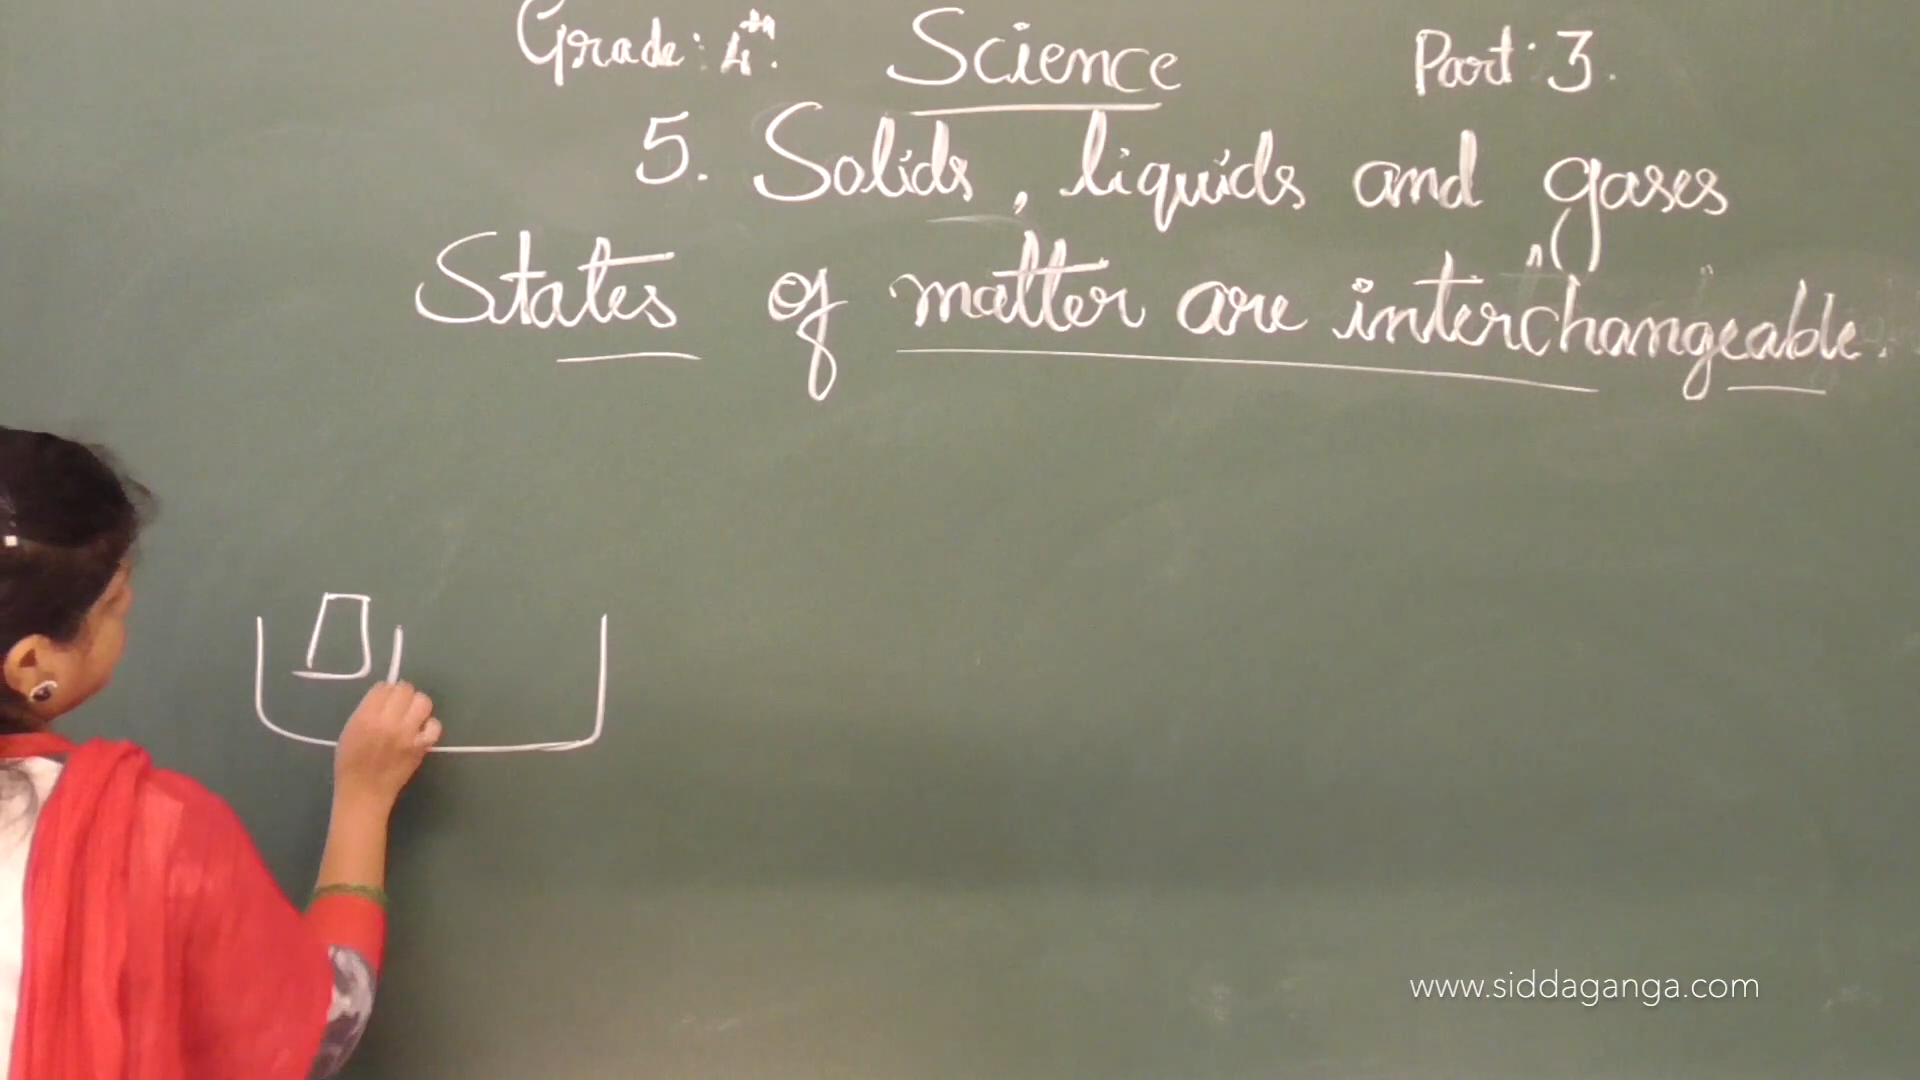 Grade: 4th. Science Part: 3.
5. Solids, liquids and gases
States of matter are interchangeable.
www.siddaganga.com